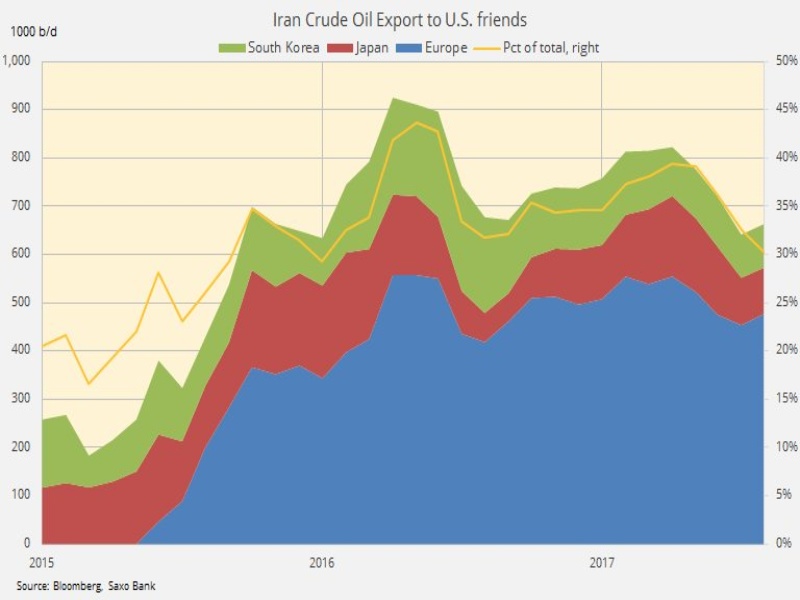 Iran Crude Oil Export to U.S. friends
1000 b/d
South Korea Japan Europe Pct of total, right
1,000 50%
900 45%
800 40%
700 35%
600 30%
500 25%
400 20%
300 15%
200 10%
100 5%
0 0%
2015 2016 2017
Source: Bloomberg, Saxo Bank